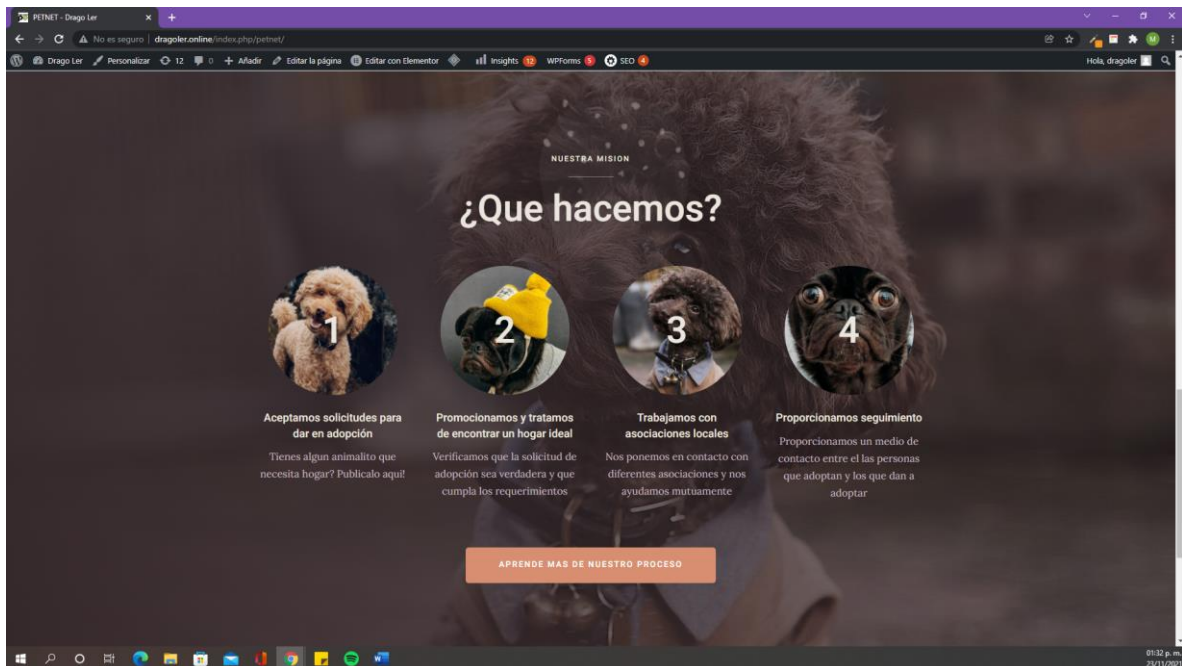 PETNET - Drago Ler
No es seguro | dragoler.online/index.php/petnet/
Drago Ler Personalizar 12 0 + Añadir Editar la página Editar con Elementor Insights 12 WPForms 5 SEO 4 Hola, dragoler
NUESTRA MISION
¿Que hacemos?
1 2 3 4
Aceptamos solicitudes para
dar en adopción
Tienes algun animalito que
necesita hogar? Publicalo aqui!
Promocionamos y tratamos
de encontrar un hogar ideal
Verificamos que la solicitud de
adopción sea verdadera y que
cumpla los requerimientos
Trabajamos con
asociaciones locales
Nos ponemos en contacto con
diferentes asociaciones y nos
ayudamos mutuamente
Proporcionamos seguimiento
Proporcionamos un medio de
contacto entre el las personas
que adoptan y los que dan a
adoptar
APRENDE MAS DE NUESTRO PROCESO
01:32 p. m.
23/11/2021